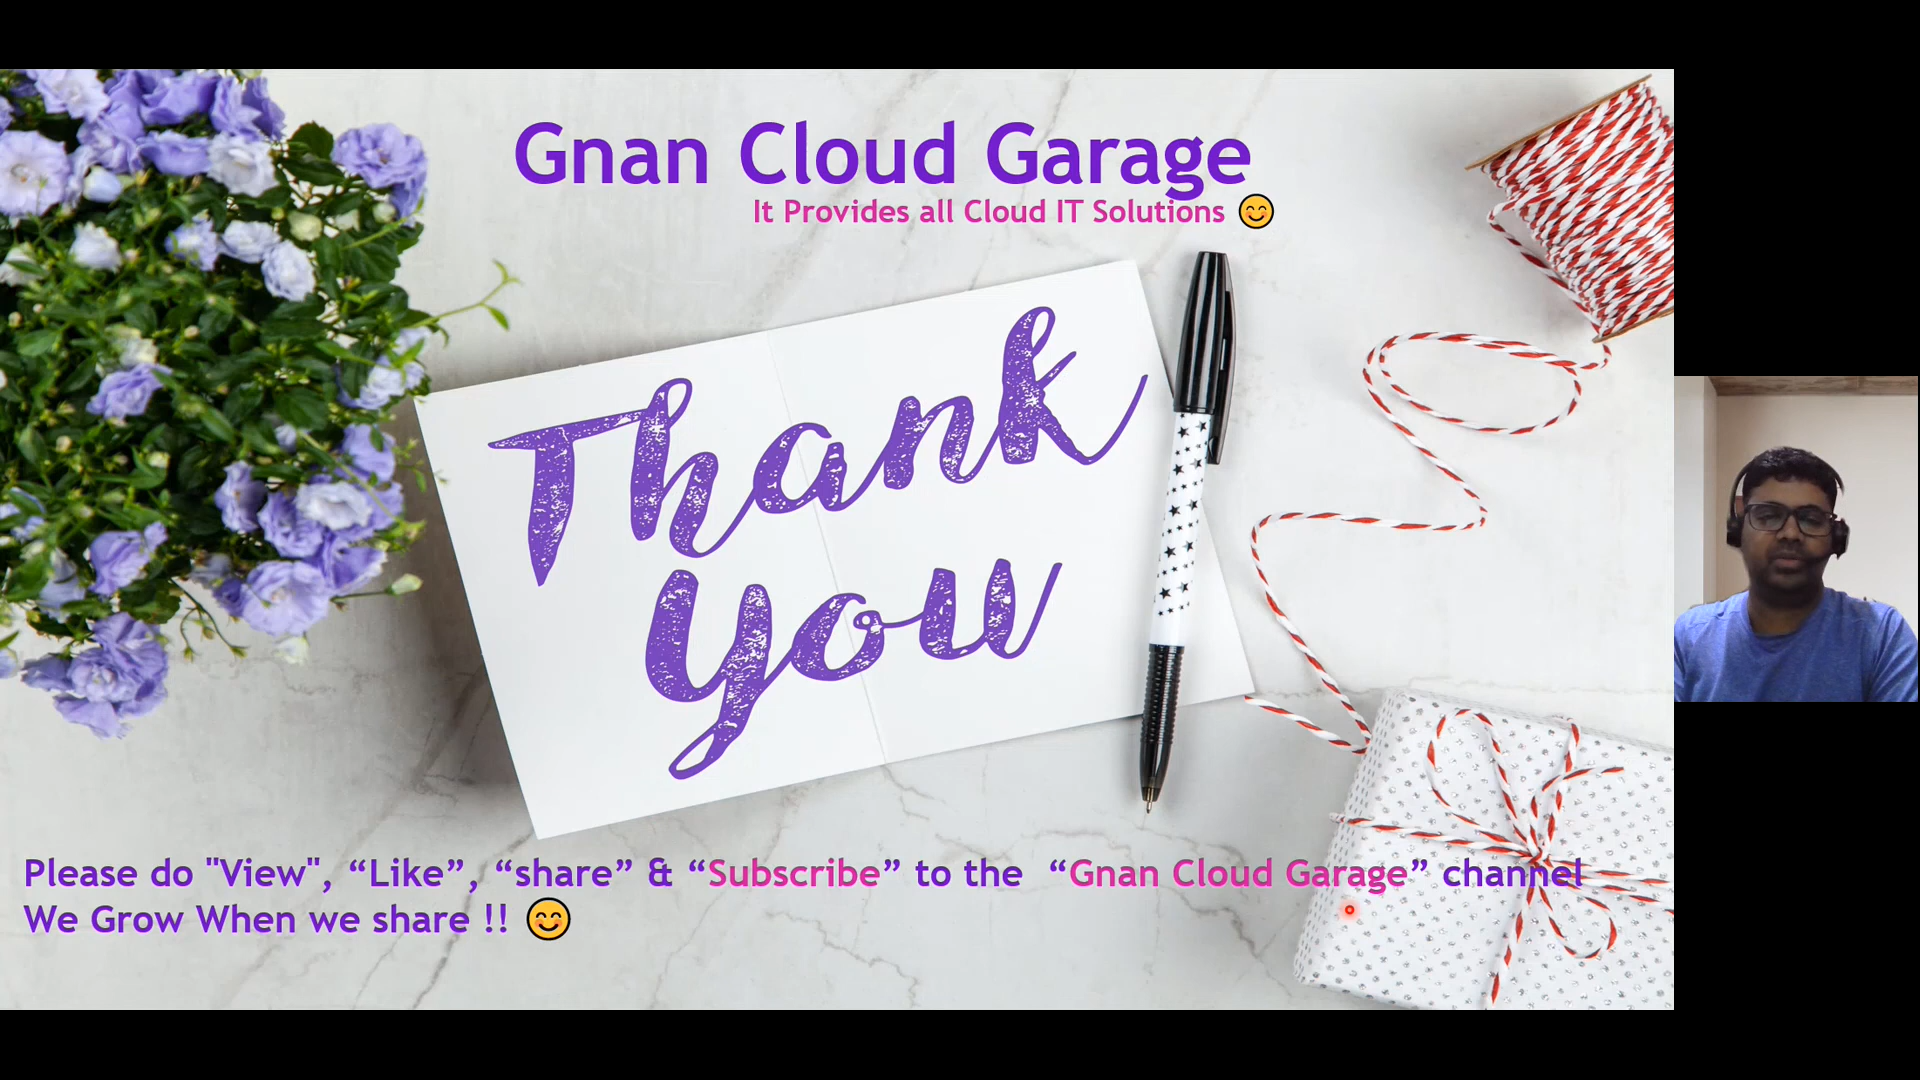 Gnan Cloud Garage
It Provides all Cloud IT Solutions 😊
Thank
you
Please do "View", “Like”, “share” & “Subscribe” to the “Gnan Cloud Garage” channel
We Grow When we share !! 😊